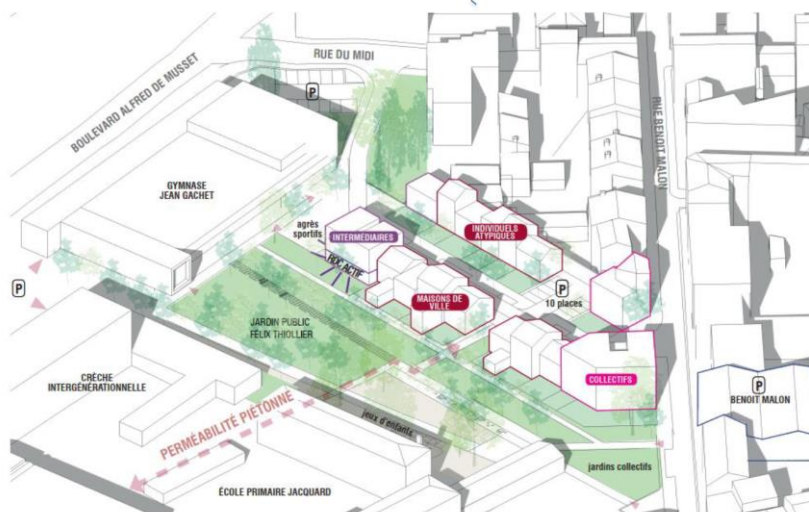 RUE DU MIDI
BOULEVARD ALFRED DE MUSSET
P
RUE BENOIT MALON
GYMNASE
JEAN GACHET
agrès
sportifs
INTERMÉDIAIRES
INDIVIDUELS
ATYPIQUES
RDC ACTIF
P
P
10 places
MAISONS DE
VILLE
JARDIN PUBLIC
FÉLIX THIOLLIER
CRÈCHE
INTERGÉNÉRATIONNELLE
COLLECTIFS
P
BENOIT MALON
PERMÉABILITÉ PIÉTONNE
jeux d'enfants
jardins collectifs
ÉCOLE PRIMAIRE JACQUARD